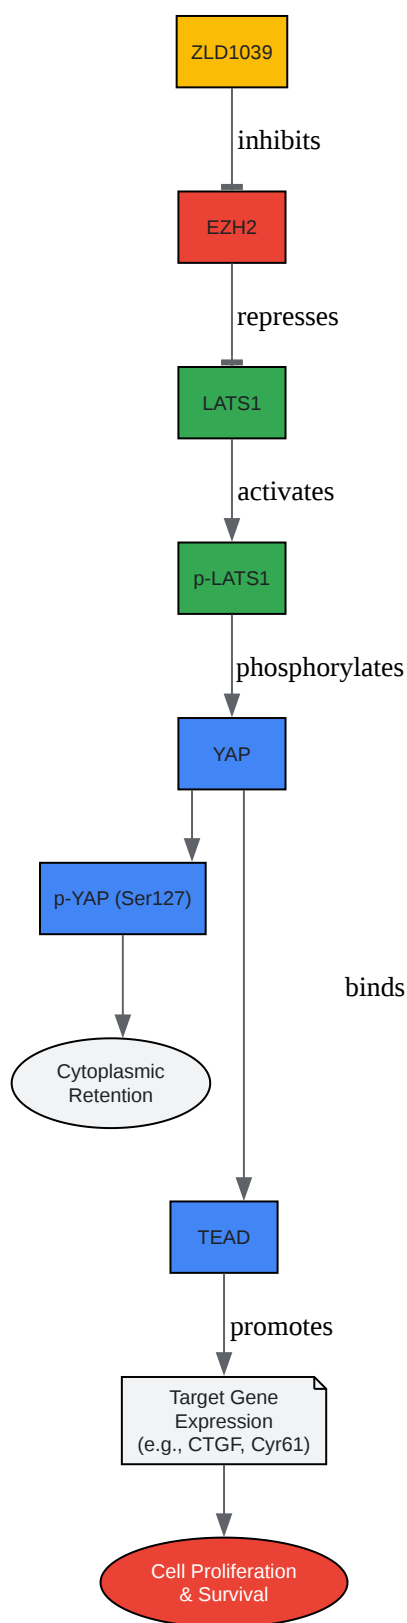 ZLD1039
inhibits
EZH2
represses
LATS1
activates
p-LATS1
phosphorylates
YAP
p-YAP (Ser127)
binds
Cytoplasmic
Retention
TEAD
promotes
Target Gene
Expression
(e.g., CTGF, Cyr61)
Cell Proliferation
& Survival